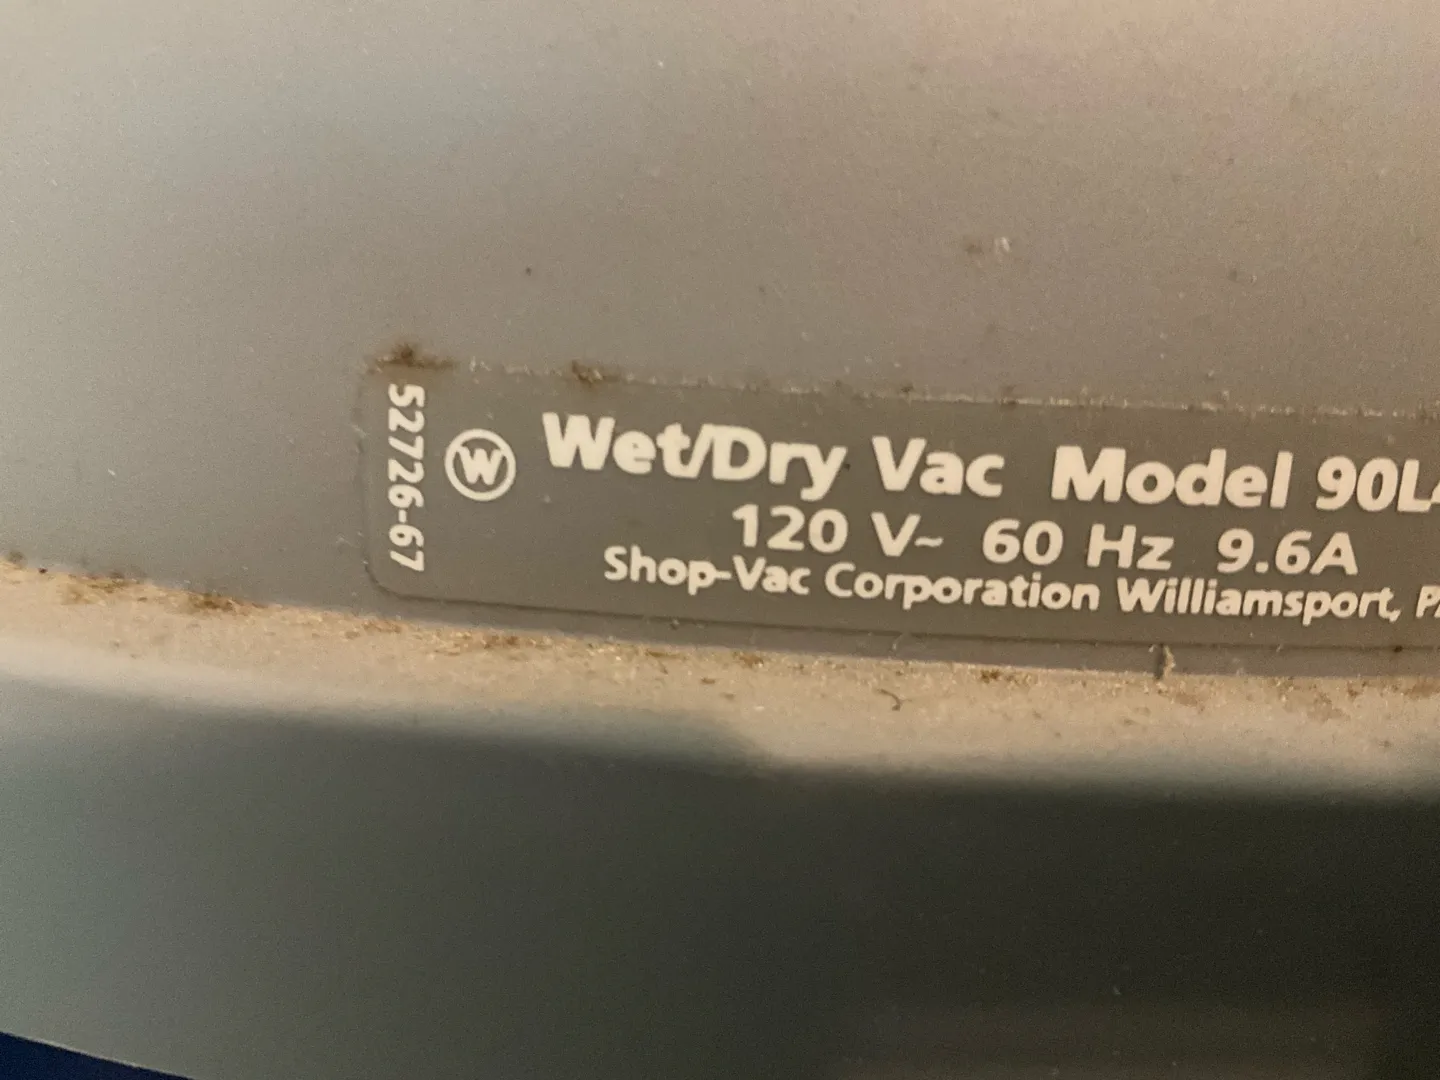 52726-67
W
Wet/Dry Vac Model 90L
120 V~ 60 Hz 9.6A
Shop-Vac Corporation Williamsport,